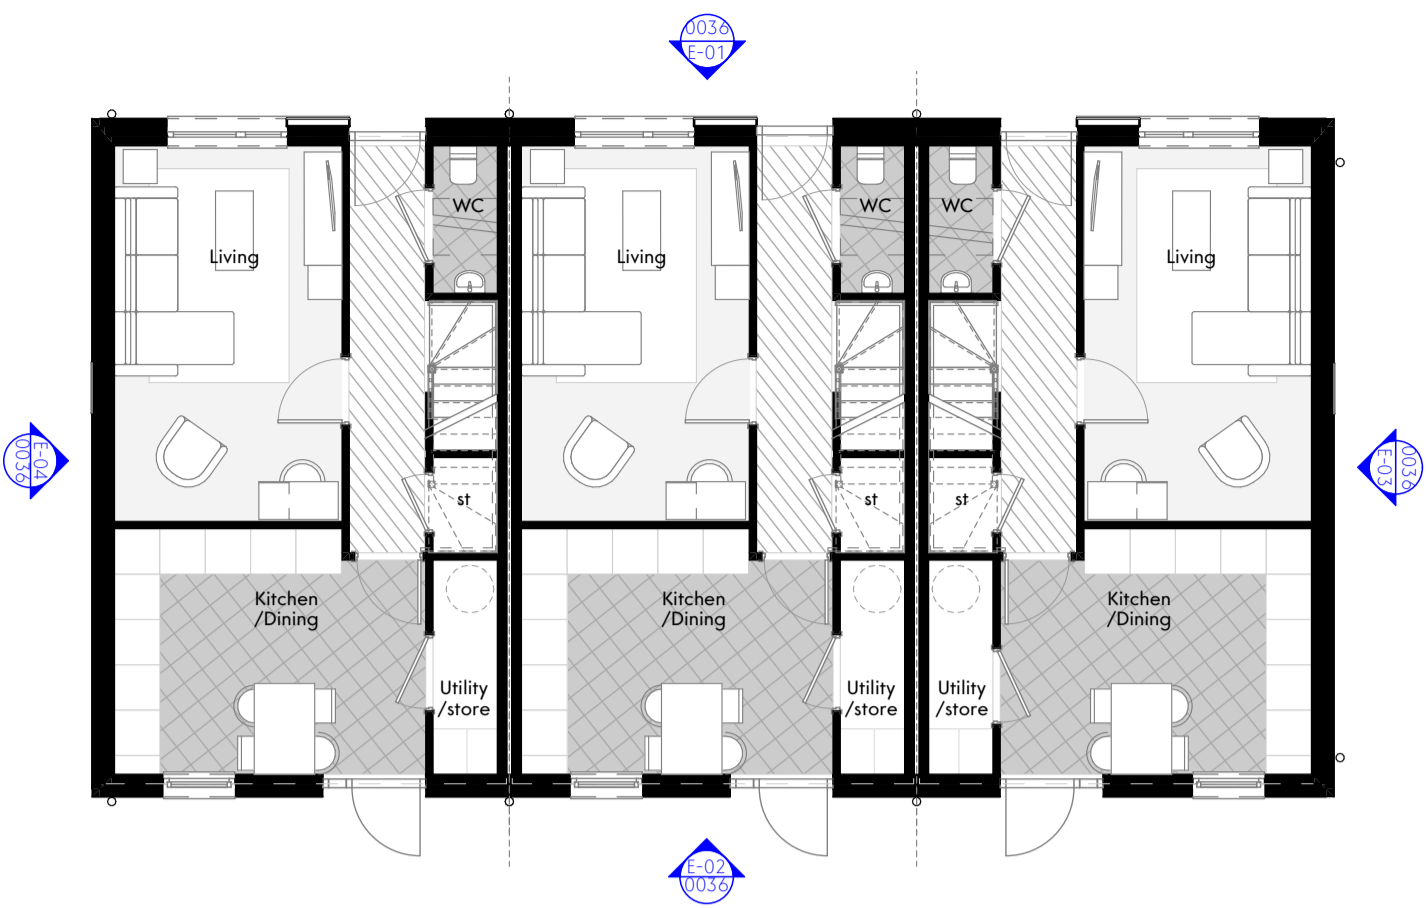 0036
E-01
WC
WC
WC
Living
Living
Living
E-04
0036
0036
E-03
st
st
st
Kitchen
/Dining
Kitchen
/Dining
Kitchen
/Dining
Utility
/store
Utility
/store
Utility
/store
E-02
0036